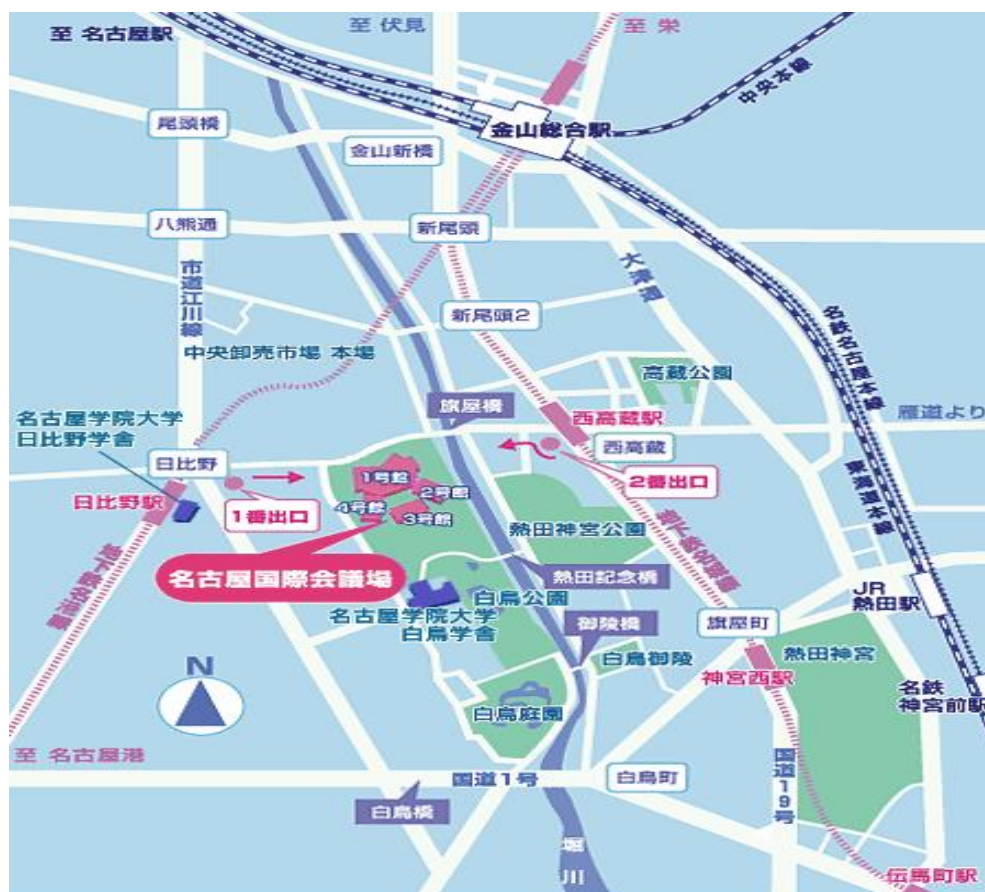 至 名古屋駅
至 伏見
至 栄
中央本線
尾頭橋
金山新橋
金山総合駅
八熊通
新尾頭
市道江川線
大津通
新尾頭2
名鉄名古屋本線
中央卸売市場 本場
高蔵公園
名古屋学院大学
日比野学舎
旗屋橋
西高蔵駅
雁道より
日比野
西高蔵
1号館
2号館
2番出口
日比野駅
1番出口
4号館
3号館
東海道本線
熱田神宮公園
名古屋国際会議場
地下鉄名城線
熱田記念橋
JR
熱田駅
白鳥公園
名古屋学院大学
白鳥学舎
御陵橋
旗屋町
地下鉄名港線
N
白鳥御陵
神宮西駅
熱田神宮
名鉄
神宮前駅
白鳥庭園
至 名古屋港
国道1号
白鳥町
国道19号
白鳥橋
堀川
伝馬町駅